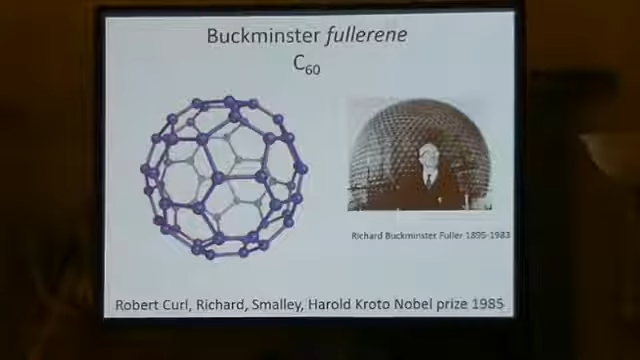 Buckminster fullerene
C₆₀
Richard Buckminster Fuller 1895-1983
Robert Curl, Richard, Smalley, Harold Kroto Nobel prize 1985